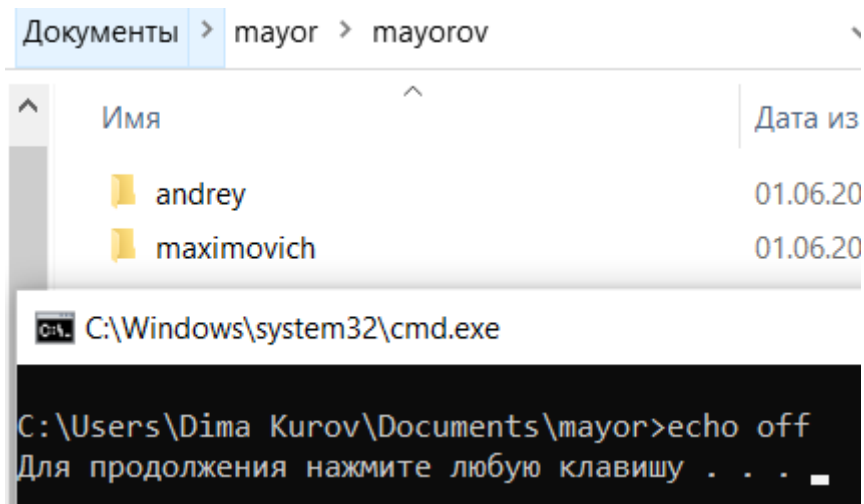 Документы > mayor > mayorov
Имя
Дата из
andrey
01.06.20
maximovich
01.06.20
C:\Windows\system32\cmd.exe
C:\Users\Dima Kurov\Documents\mayor>echo off
Для продолжения нажмите любую клавишу . . .